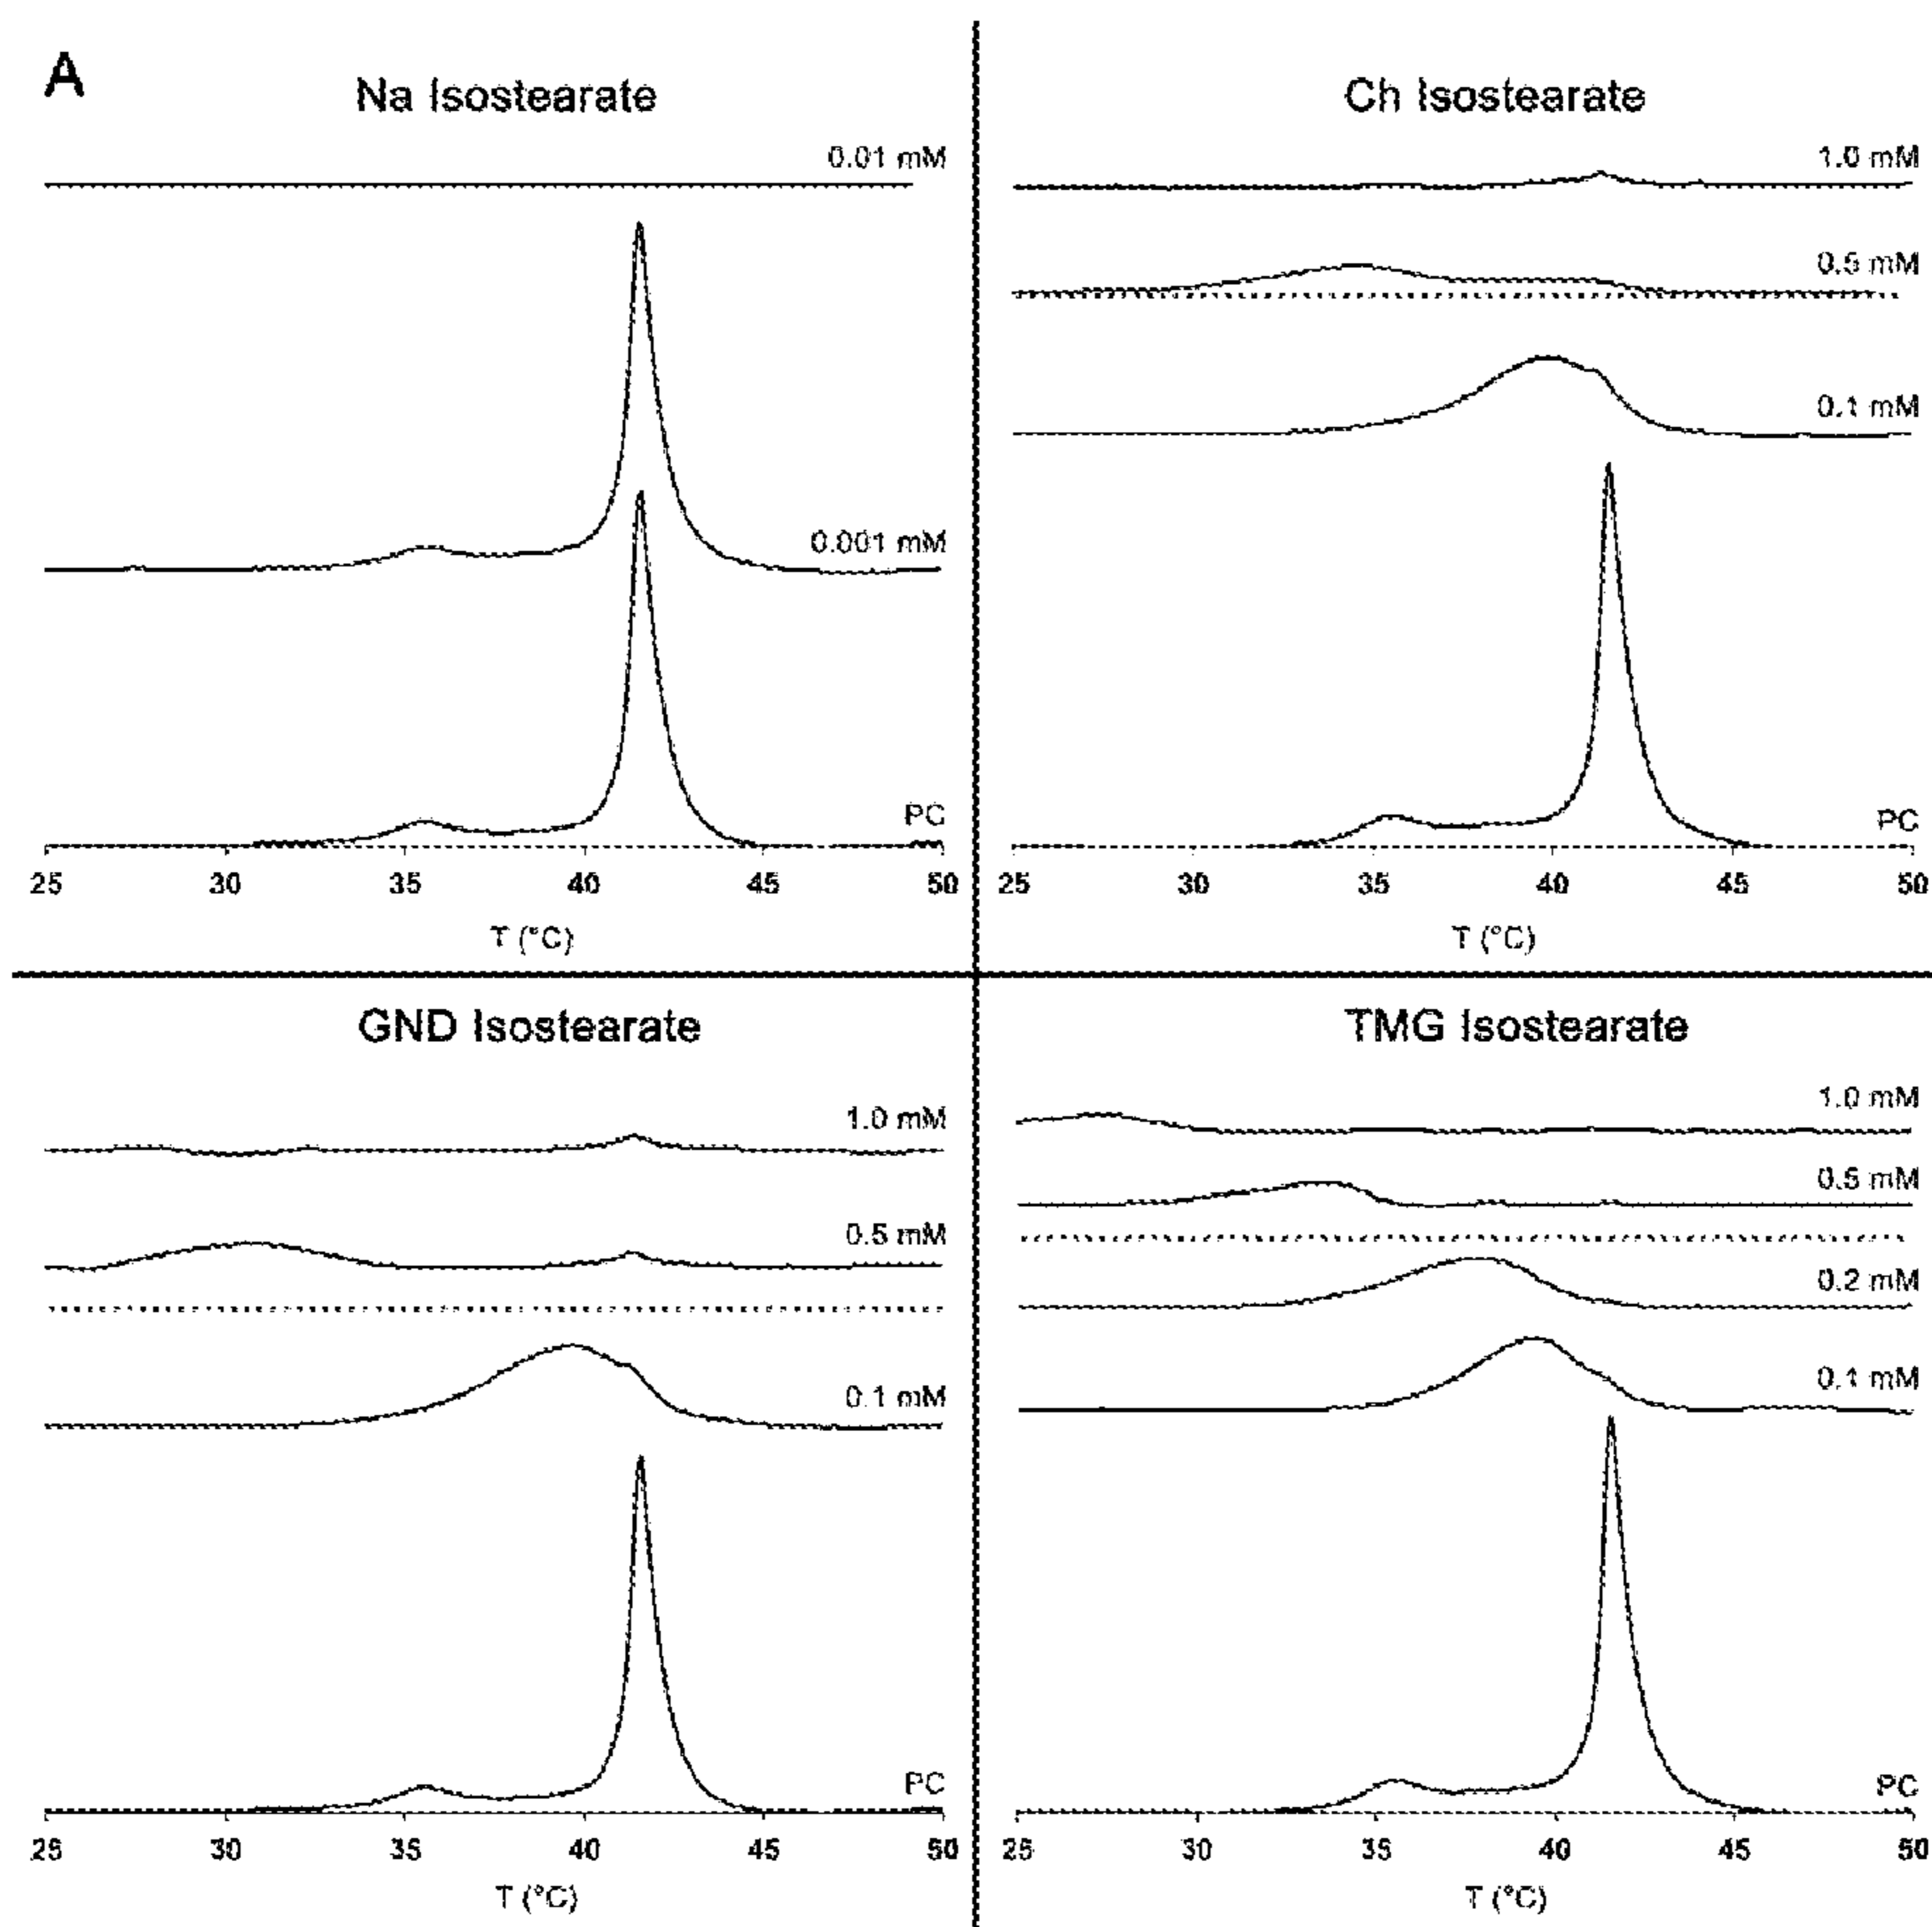 A
Na Isostearate
0.01 mM
0.001 mM
PC
25 30 35 40 45 50
T (°C)
Ch Isostearate
1.0 mM
0.5 mM
0.1 mM
PC
25 30 35 40 45 50
T (°C)
GND Isostearate
1.0 mM
0.5 mM
0.1 mM
PC
25 30 35 40 45 50
T (°C)
TMG Isostearate
1.0 mM
0.5 mM
0.2 mM
0.1 mM
PC
25 30 35 40 45 50
T (°C)